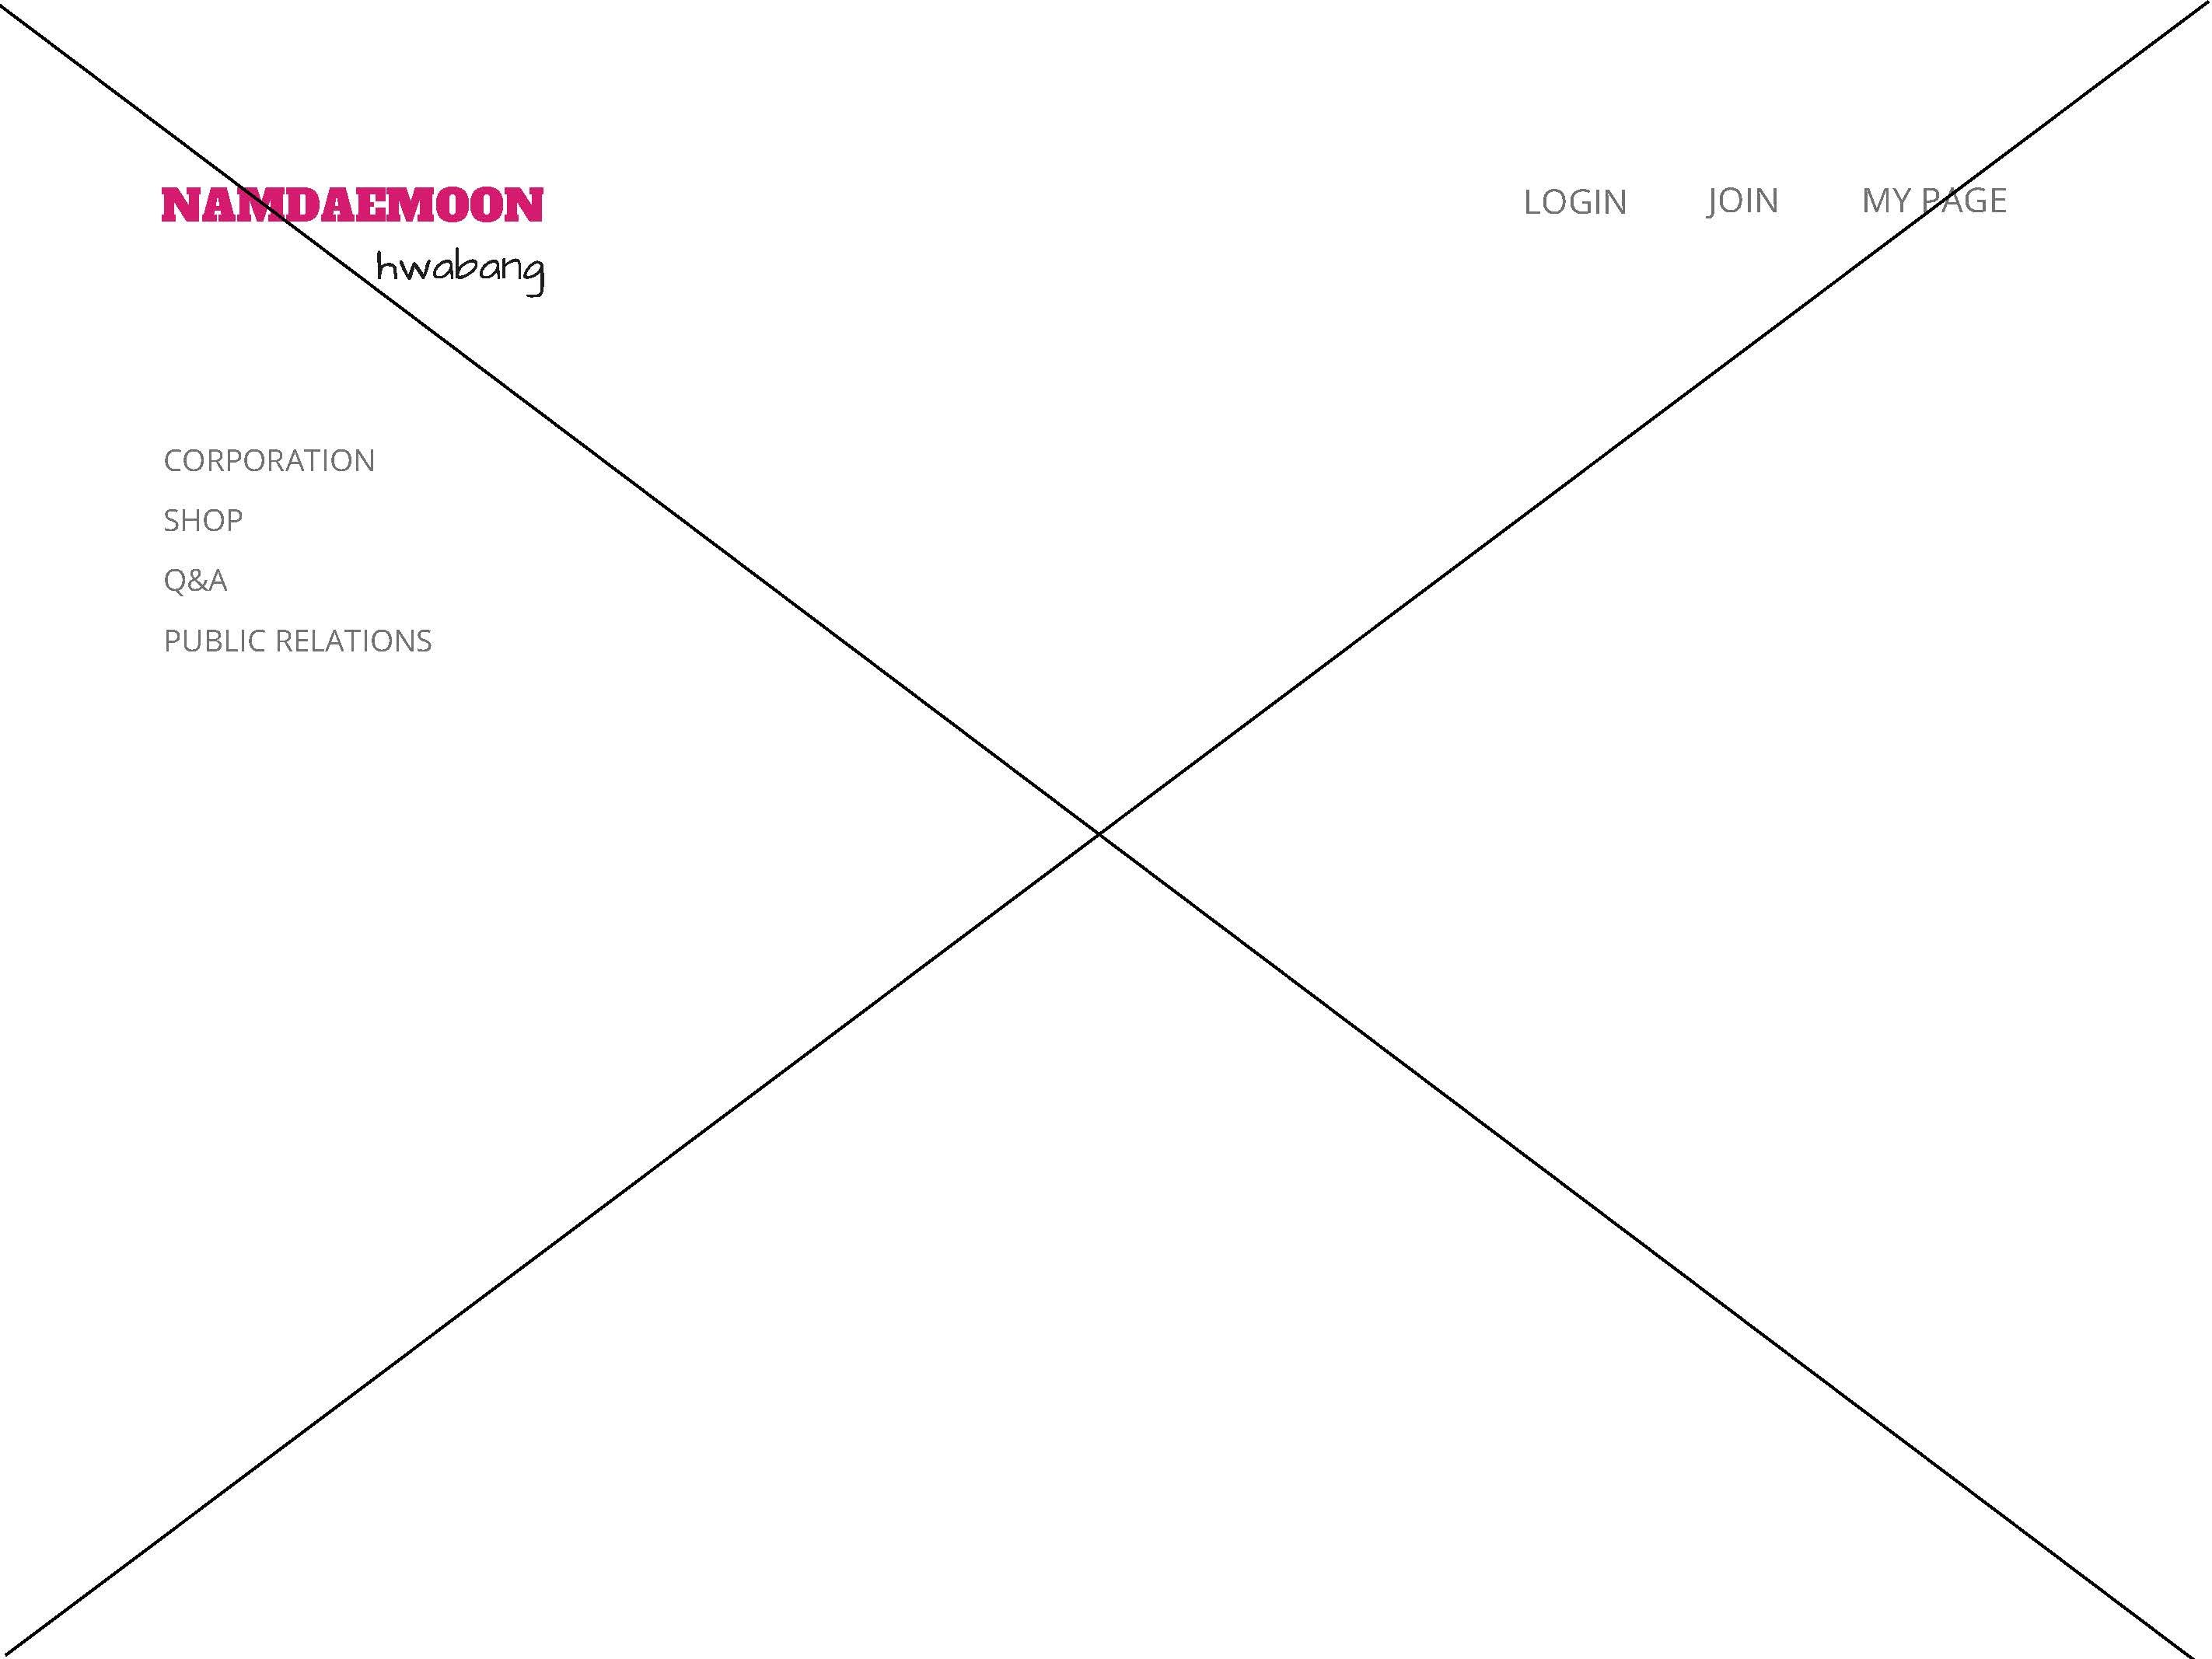 NAMDAEMOON
hwabang
LOGIN JOIN MY PAGE
CORPORATION
SHOP
Q&A
PUBLIC RELATIONS